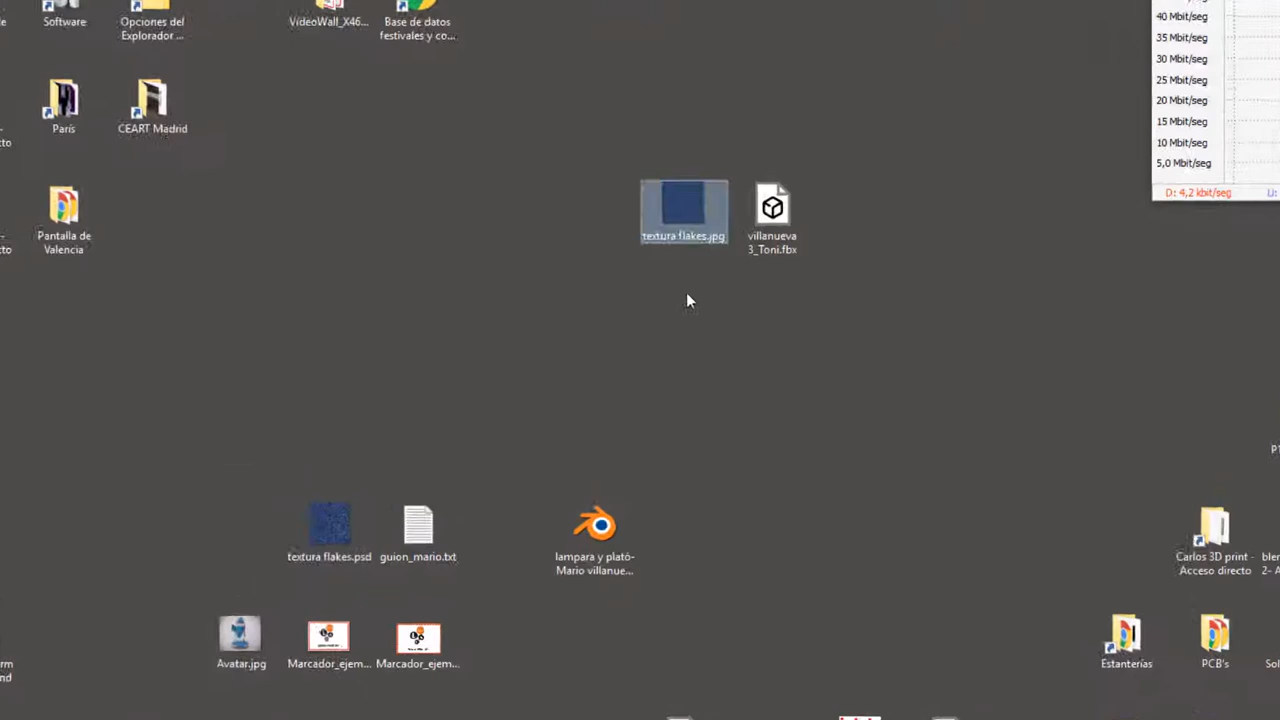 Software
Opciones del
Explorador ...
VideoWall_X46...
Base de datos
festivales y co...
40 Mbit/seg
35 Mbit/seg
30 Mbit/seg
25 Mbit/seg
20 Mbit/seg
15 Mbit/seg
10 Mbit/seg
5,0 Mbit/seg
D: 4,2 kbit/seg
U:
París
CEART Madrid
cto
Pantalla de
Valencia
cto
textura flakes.jpg
villanueva
3_Toni.fbx
textura flakes.psd
guion_mario.txt
lampara y plató-
Mario villanue...
Carlos 3D print -
Acceso directo
Avatar.jpg
Marcador_ejem...
Marcador_ejem...
Estanterías
PCB's